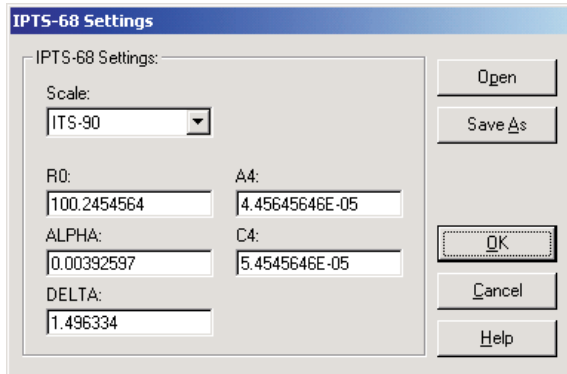 IPTS-68 Settings
IPTS-68 Settings:
Scale:
ITS-90
R0:
100.2454564
A4:
4.45645646E-05
ALPHA:
0.00392597
C4:
5.4545646E-05
DELTA:
1.496334
Open
Save As
OK
Cancel
Help